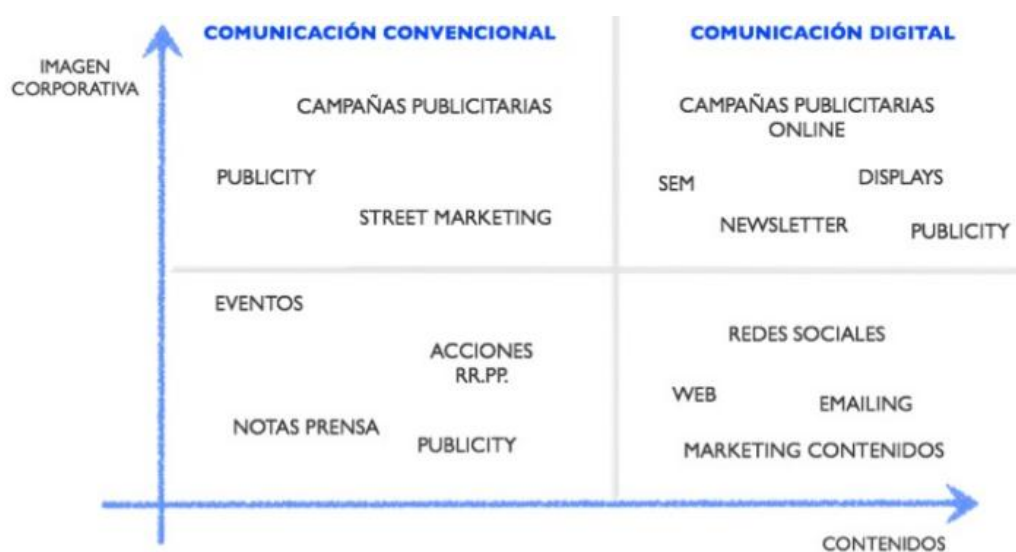 COMUNICACIÓN CONVENCIONAL
COMUNICACIÓN DIGITAL
IMAGEN
CORPORATIVA
CAMPAÑAS PUBLICITARIAS
PUBLICITY
STREET MARKETING
CAMPAÑAS PUBLICITARIAS
ONLINE
SEM
DISPLAYS
NEWSLETTER
PUBLICITY
EVENTOS
ACCIONES
RR.PP.
NOTAS PRENSA
PUBLICITY
REDES SOCIALES
WEB
EMAILING
MARKETING CONTENIDOS
CONTENIDOS